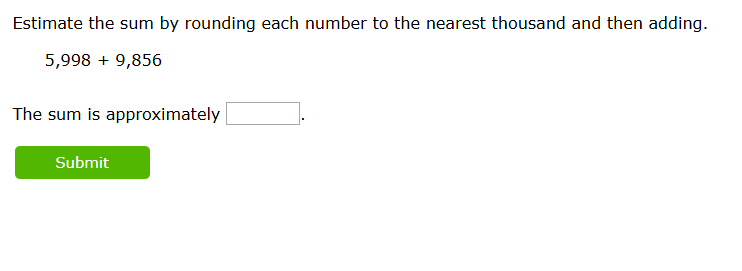 Estimate the sum by rounding each number to the nearest thousand and then adding.
5,998 + 9,856
The sum is approximately .
Submit